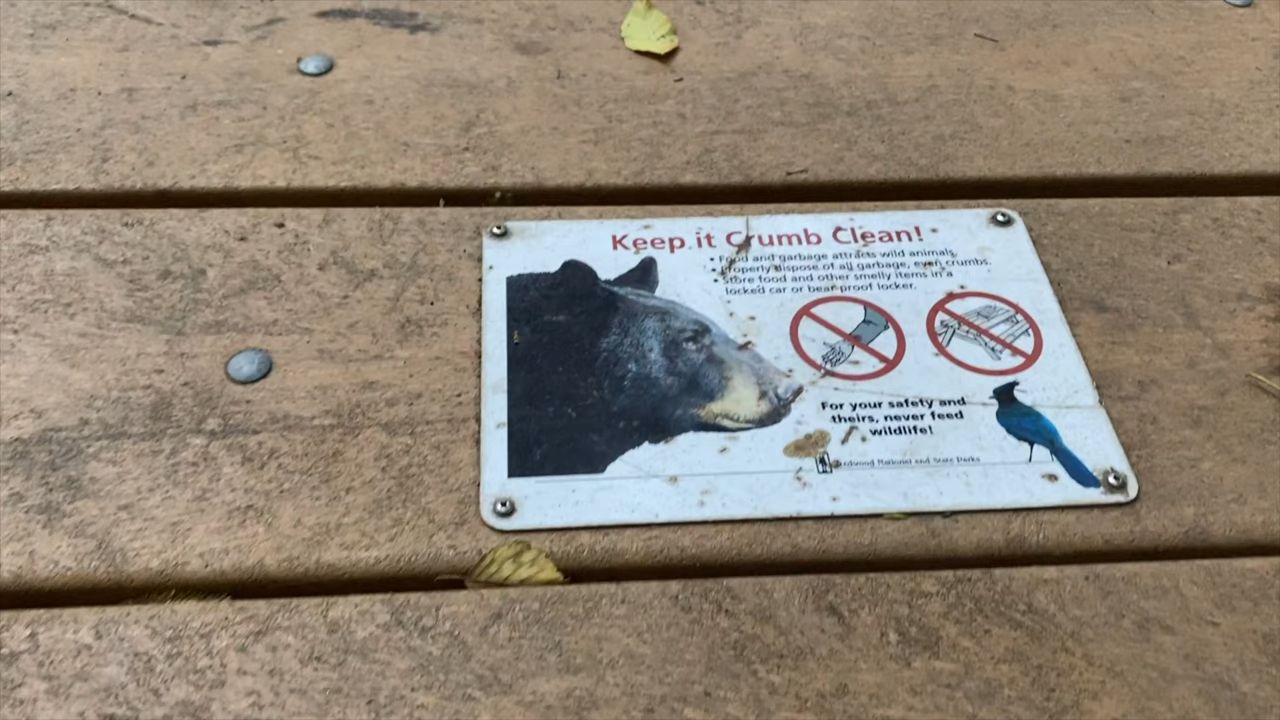 Keep it Crumb Clean!
• Food and garbage attracts wild animals.
• Properly dispose of all garbage, even crumbs.
• Store food and other smelly items in a
locked car or bear-proof locker.
For your safety and
theirs, never feed
wildlife!
Redwood National and State Parks